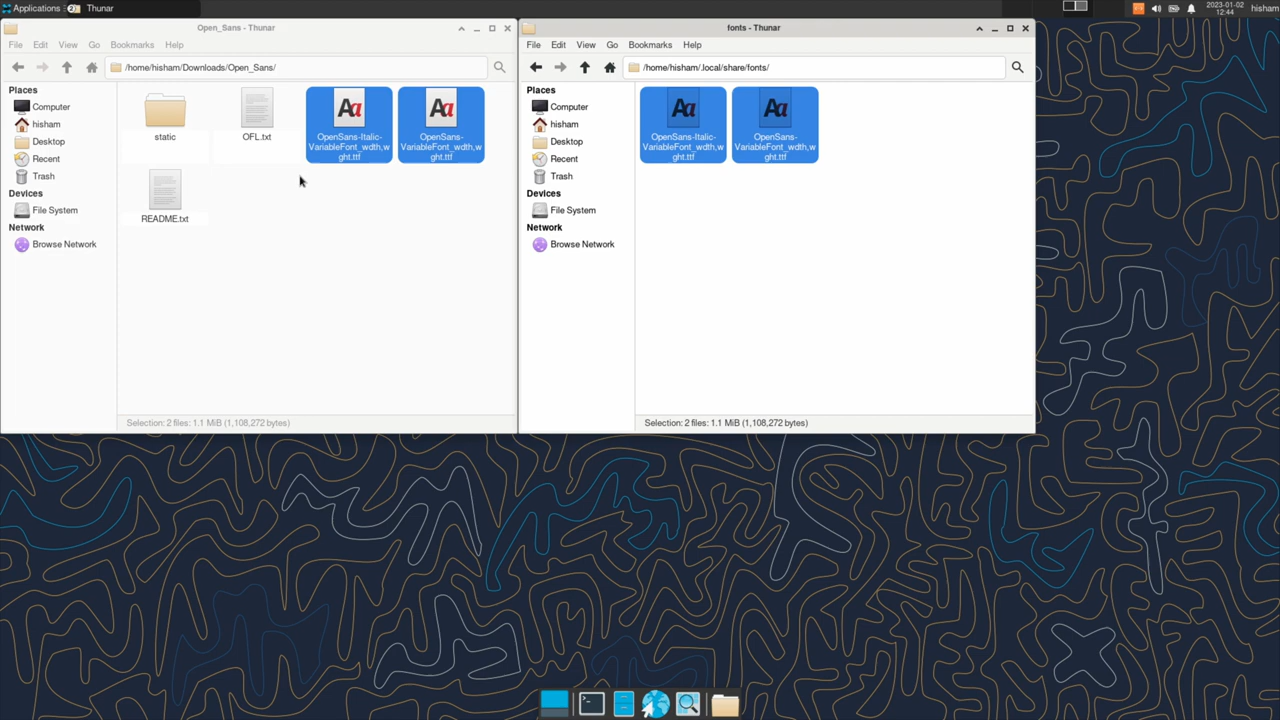 Applications
Thunar
2023-01-02
12:44
hisham
Open_Sans - Thunar
File Edit View Go Bookmarks Help
/home/hisham/Downloads/Open_Sans/
Places
Computer
hisham
Desktop
Recent
Trash
Devices
File System
Network
Browse Network
static
OFL.txt
OpenSans-Italic-
VariableFont_wdth,w
ght.ttf
OpenSans-
VariableFont_wdth,w
ght.ttf
README.txt
Selection: 2 files: 1.1 MiB (1,108,272 bytes)
fonts - Thunar
File Edit View Go Bookmarks Help
/home/hisham/.local/share/fonts/
Places
Computer
hisham
Desktop
Recent
Trash
Devices
File System
Network
Browse Network
OpenSans-Italic-
VariableFont_wdth,w
ght.ttf
OpenSans-
VariableFont_wdth,w
ght.ttf
Selection: 2 files: 1.1 MiB (1,108,272 bytes)